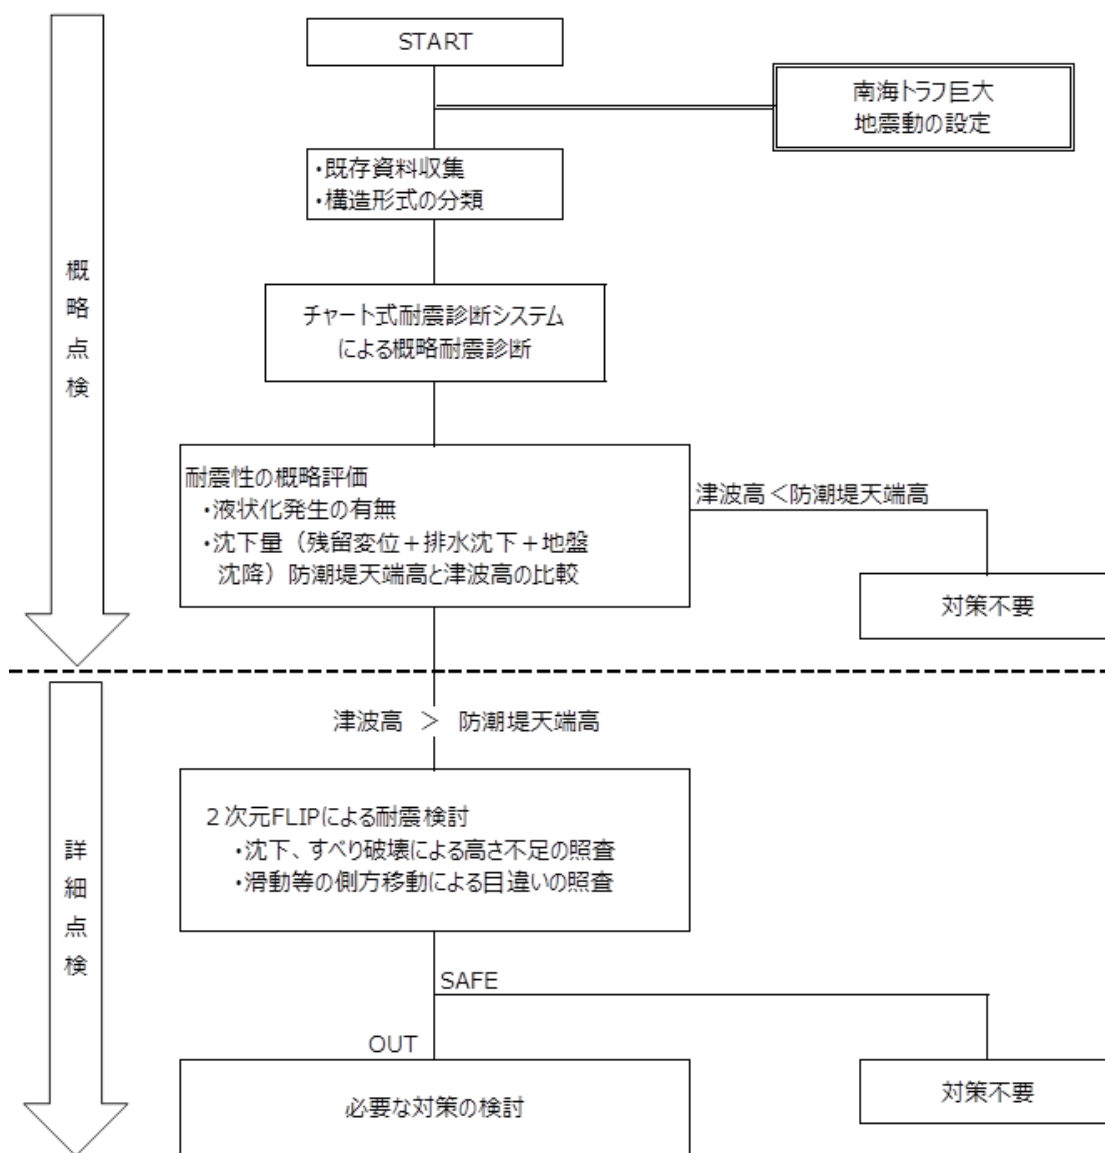 START
南海トラフ巨大
地震動の設定
・既存資料収集
・構造形式の分類
概略点検
チャート式耐震診断システム
による概略耐震診断
耐震性の概略評価
・液状化発生の有無
・沈下量（残留変位＋排水沈下＋地盤
沈降）防潮堤天端高と津波高の比較
津波高＜防潮堤天端高
対策不要
津波高　＞　防潮堤天端高
詳細点検
２次元FLIPによる耐震検討
・沈下、すべり破壊による高さ不足の照査
・滑動等の側方移動による目違いの照査
SAFE
OUT
必要な対策の検討
対策不要